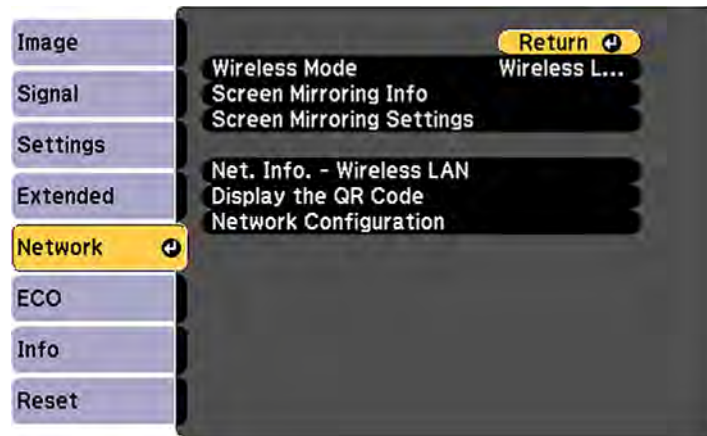 Image
Signal
Settings
Extended
Network
ECO
Info
Reset
Return
Wireless Mode Wireless L...
Screen Mirroring Info
Screen Mirroring Settings
Net. Info. - Wireless LAN
Display the QR Code
Network Configuration